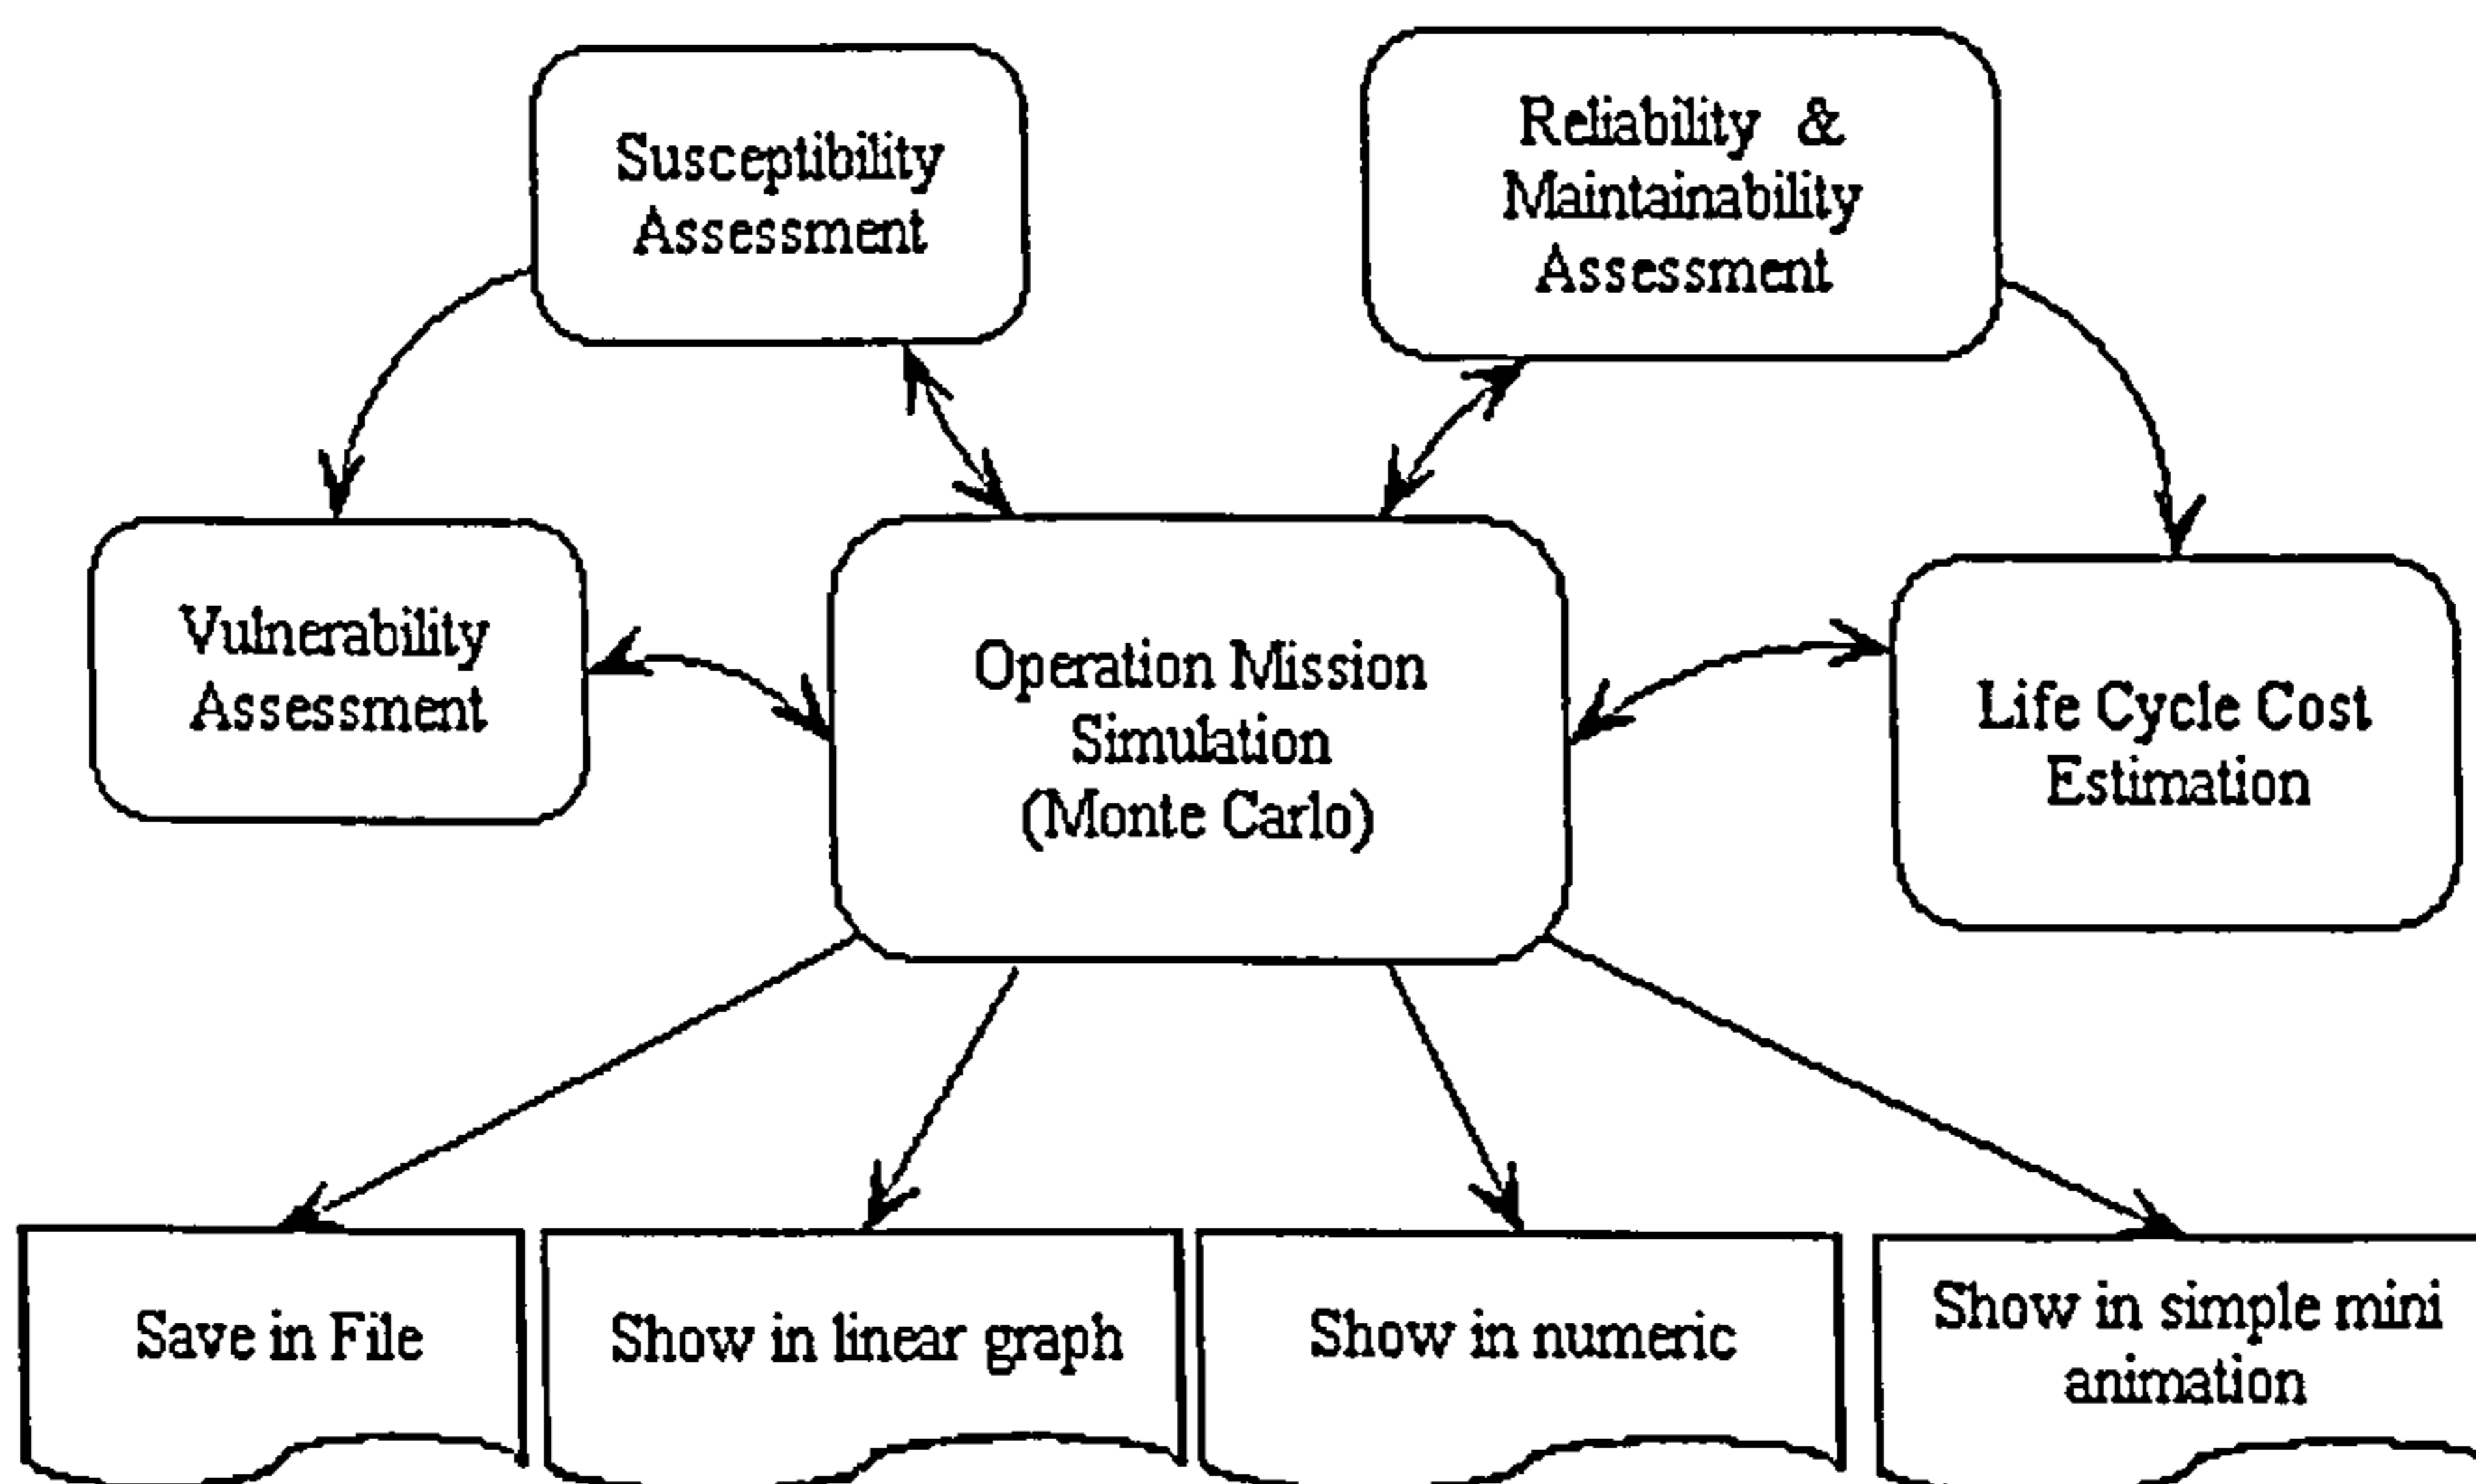 Susceptibility
Assessment
Reliability &
Maintainability
Assessment
Vulnerability
Assessment
Operation Mission
Simulation
(Monte Carlo)
Life Cycle Cost
Estimation
Save in File
Show in linear graph
Show in numeric
Show in simple mini
animation